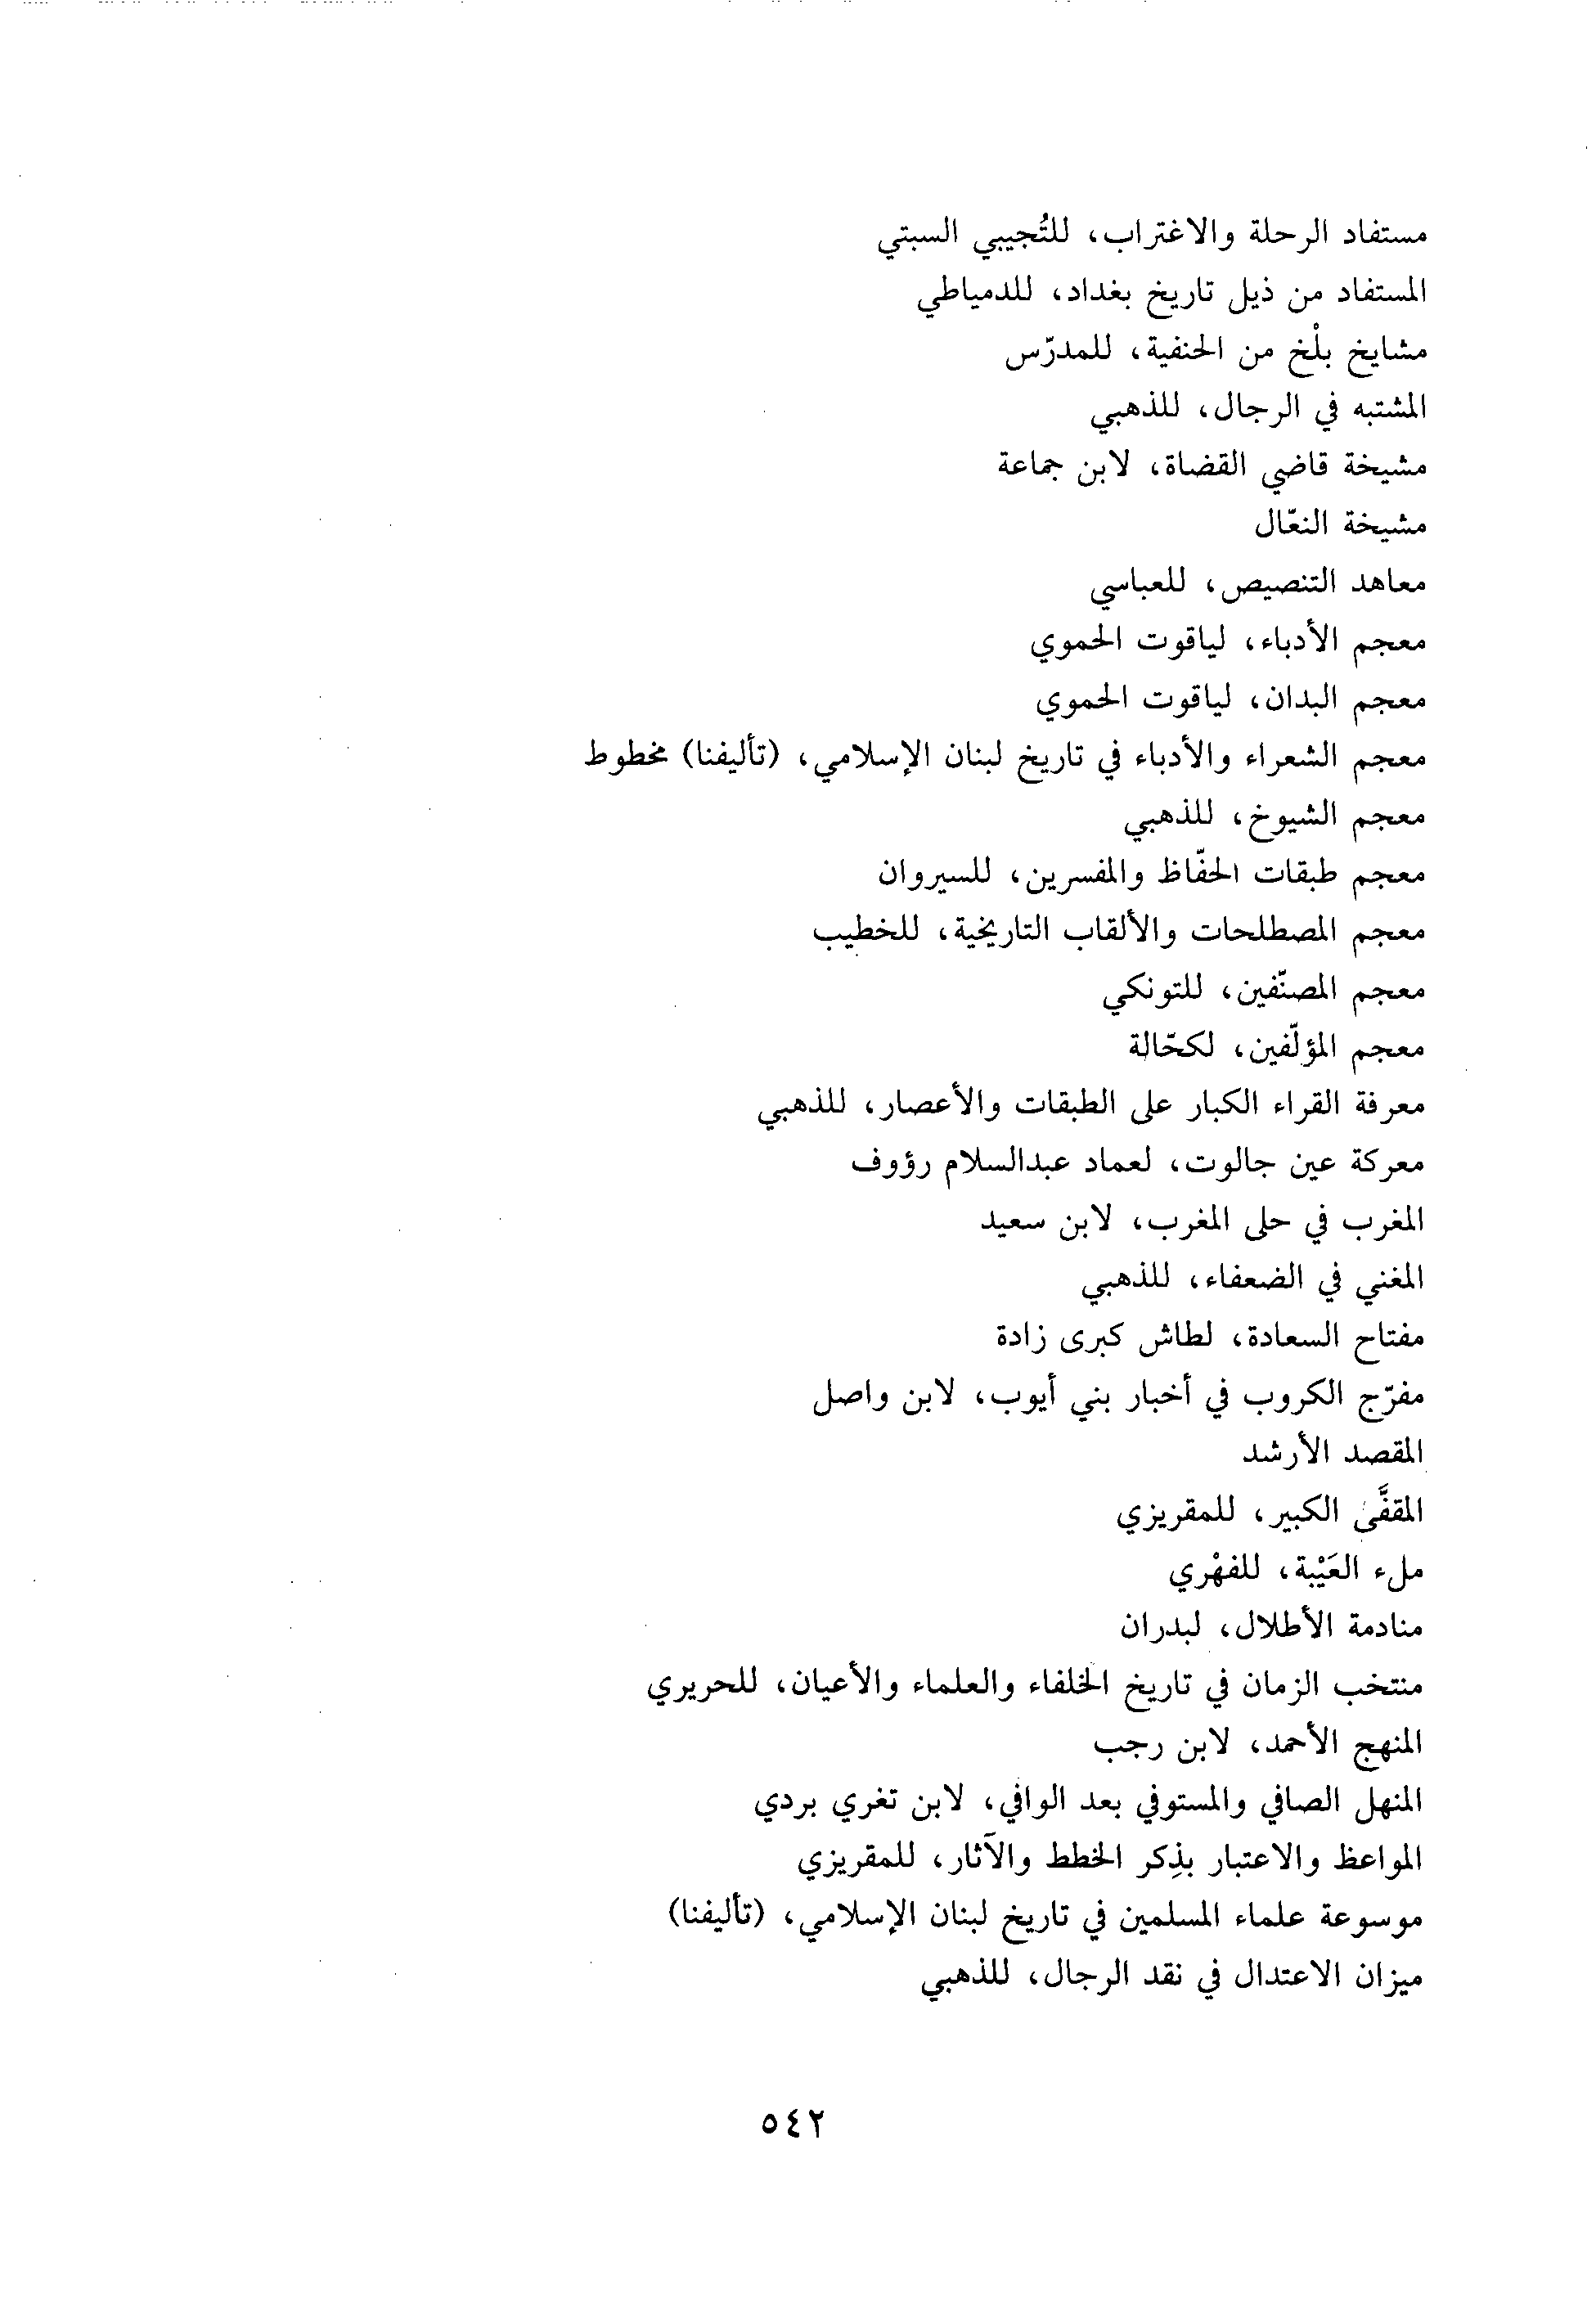 مستفاد الرحلة والاغتراب، للتُجيبي السبتي
المستفاد من ذيل تاريخ بغداد، للدمياطي
مشايخ بلْخ من الحنفية، للمدرّس
المشتبه في الرجال، للذهبي
مشيخة قاضي القضاة، لابن جماعة
مشيخة النعّال
معاهد التنصيص، للعباسي
معجم الأدباء، لياقوت الحموي
معجم البدان، لياقوت الحموي
معجم الشعراء والأدباء في تاريخ لبنان الإسلامي، (تأليفنا) مخطوط
معجم الشيوخ، للذهبي
معجم طبقات الحفّاظ والمفسرين، للسيروان
معجم المصطلحات والألقاب التاريخية، للخطيب
معجم المصنّفين، للتونكي
معجم المؤلّفين، لكحّالة
معرفة القراء الكبار على الطبقات والأعصار، للذهبي
معركة عين جالوت، لعماد عبدالسلام رؤوف
المغرب في حلى المغرب، لابن سعيد
المغني في الضعفاء، للذهبي
مفتاح السعادة، لطاش كبرى زادة
مفرّج الكروب في أخبار بني أيوب، لابن واصل
المقصد الأرشد
المقفَّى الكبير، للمقريزي
ملء العَيْبة، للفهْري
منادمة الأطلال، لبدران
منتخب الزمان في تاريخ الخلفاء والعلماء والأعيان، للحريري
المنهج الأحمد، لابن رجب
المنهل الصافي والمستوفي بعد الوافي، لابن تغري بردي
المواعظ والاعتبار بذِكر الخطط والآثار، للمقريزي
موسوعة علماء المسلمين في تاريخ لبنان الإسلامي، (تأليفنا)
ميزان الاعتدال في نقد الرجال، للذهبي
٥٤٢